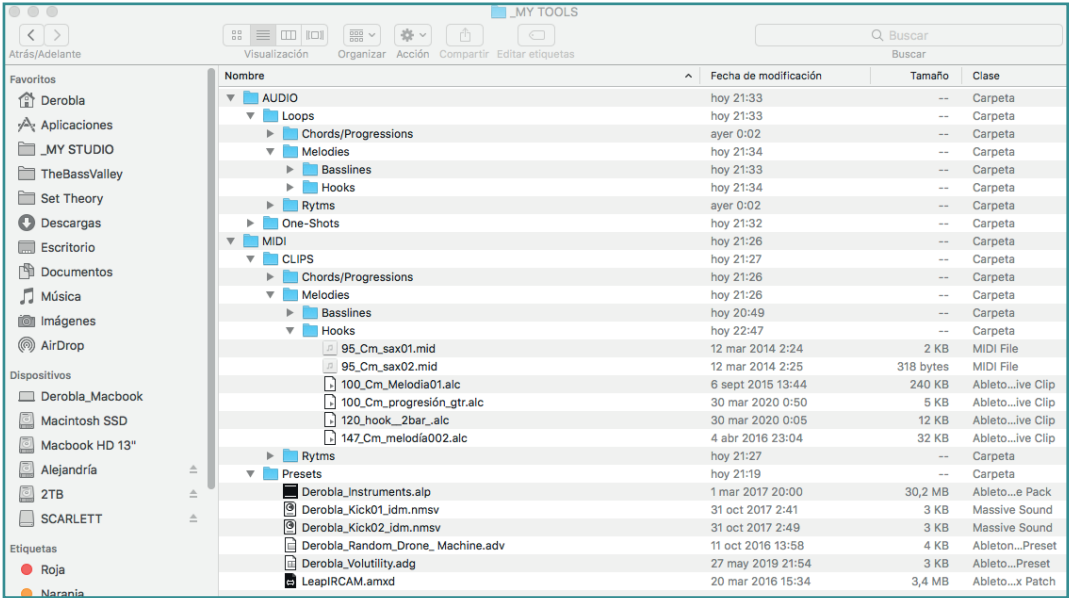 _MY TOOLS
Buscar
Atrás/Adelante Visualización Organizar Acción Compartir Editar etiquetas Buscar
Favoritos
Derobla
Aplicaciones
_MY STUDIO
TheBassValley
Set Theory
Descargas
Escritorio
Documentos
Música
Imágenes
AirDrop
Dispositivos
Derobla_Macbook
Macintosh SSD
Macbook HD 13"
Alejandría
2TB
SCARLETT
Etiquetas
Roja
Naranja
Nombre Fecha de modificación Tamaño Clase
AUDIO hoy 21:33 -- Carpeta
Loops hoy 21:33 -- Carpeta
Chords/Progressions ayer 0:02 -- Carpeta
Melodies hoy 21:34 -- Carpeta
Basslines hoy 21:33 -- Carpeta
Hooks hoy 21:34 -- Carpeta
Rytms ayer 0:02 -- Carpeta
One-Shots hoy 21:32 -- Carpeta
MIDI hoy 21:26 -- Carpeta
CLIPS hoy 21:27 -- Carpeta
Chords/Progressions hoy 21:26 -- Carpeta
Melodies hoy 21:26 -- Carpeta
Basslines hoy 20:49 -- Carpeta
Hooks hoy 22:47 -- Carpeta
95_Cm_sax01.mid 12 mar 2014 2:24 2 KB MIDI File
95_Cm_sax02.mid 12 mar 2014 2:25 318 bytes MIDI File
100_Cm_Melodia01.alc 6 sept 2015 13:44 240 KB Ableto...ive Clip
100_Cm_progresión_gtr.alc 30 mar 2020 0:50 5 KB Ableto...ive Clip
120_hook__2bar_.alc 30 mar 2020 0:05 12 KB Ableto...ive Clip
147_Cm_melodía002.alc 4 abr 2016 23:04 32 KB Ableto...ive Clip
Rytms hoy 21:27 -- Carpeta
Presets hoy 21:19 -- Carpeta
Derobla_Instruments.alp 1 mar 2017 20:00 30,2 MB Ableto...e Pack
Derobla_Kick01_idm.nmsv 31 oct 2017 2:41 3 KB Massive Sound
Derobla_Kick02_idm.nmsv 31 oct 2017 2:49 3 KB Massive Sound
Derobla_Random_Drone_ Machine.adv 11 oct 2016 13:58 4 KB Ableton...Preset
Derobla_Volutility.adg 27 may 2019 21:54 3 KB Ableto...Preset
LeapIRCAM.amxd 20 mar 2016 15:34 3,4 MB Ableto...x Patch